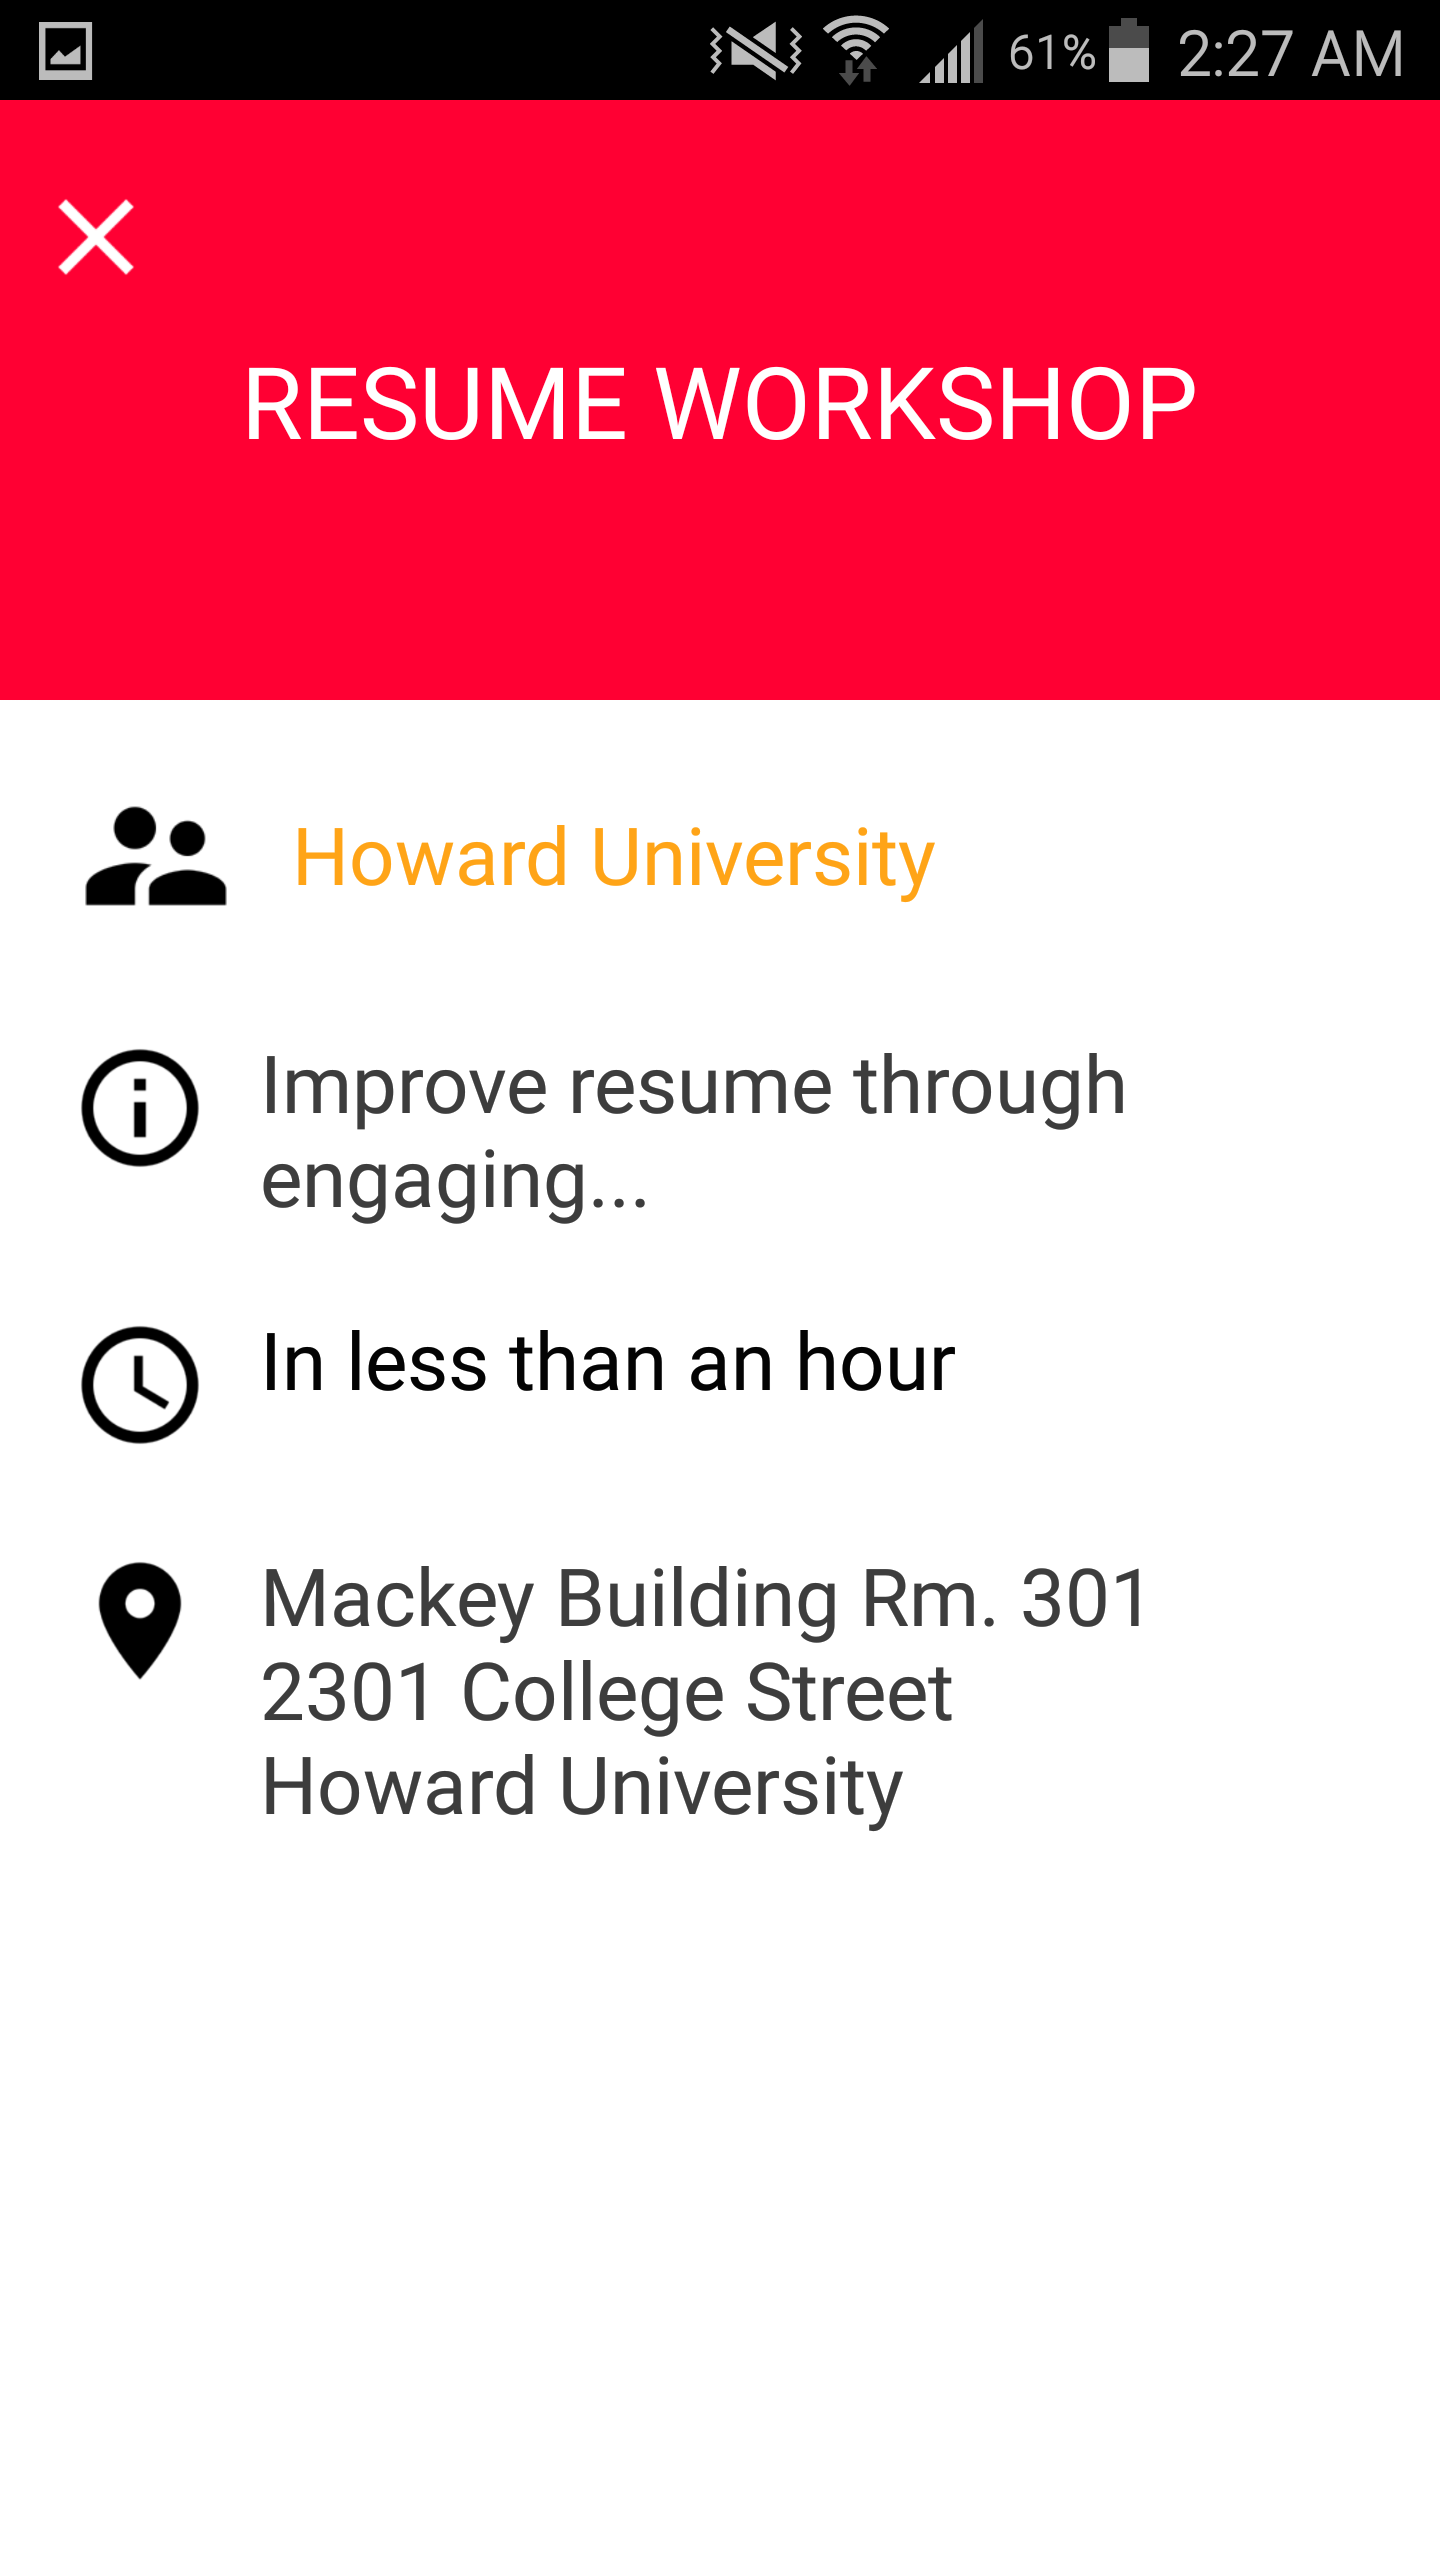 61% 2:27 AM
RESUME WORKSHOP
Howard University
Improve resume through
engaging...
In less than an hour
Mackey Building Rm. 301
2301 College Street
Howard University